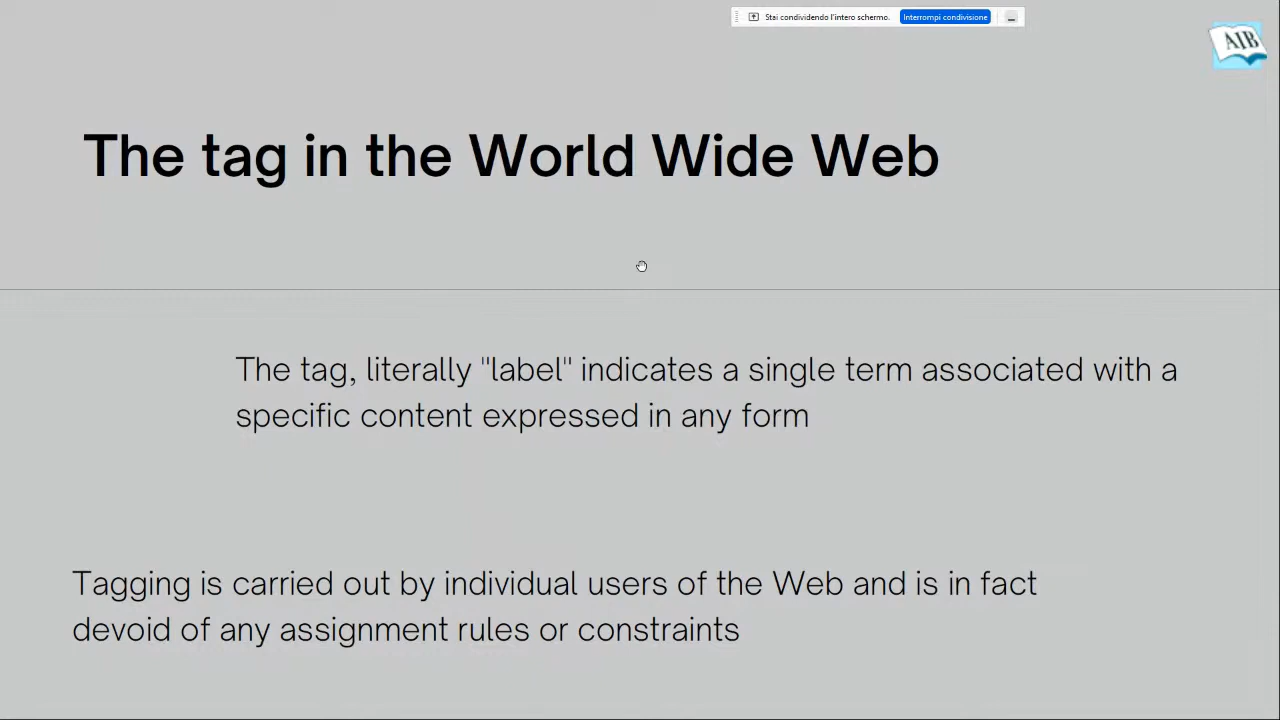 Stai condividendo l'intero schermo. Interrompi condivisione
AIB
The tag in the World Wide Web
The tag, literally "label" indicates a single term associated with a
specific content expressed in any form
Tagging is carried out by individual users of the Web and is in fact
devoid of any assignment rules or constraints